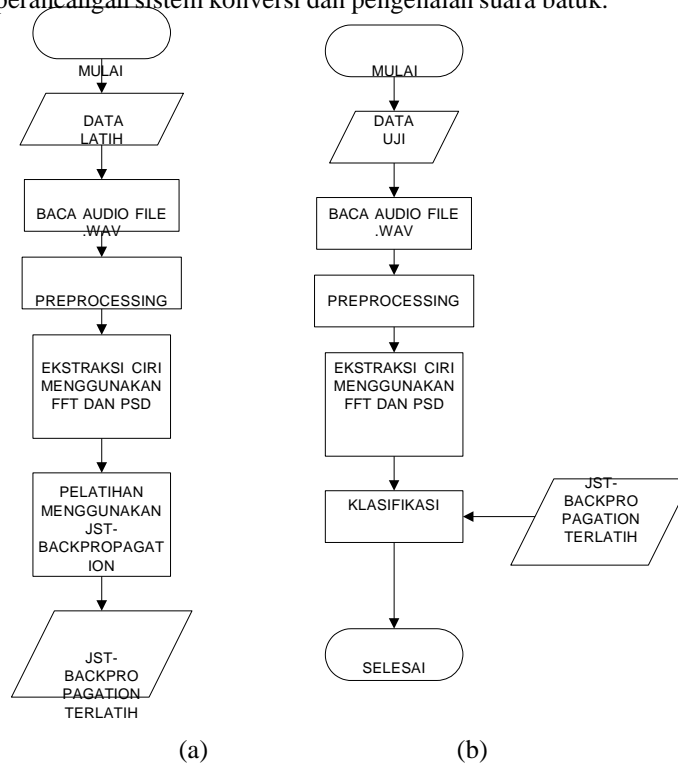 perancangan sistem konversi dan pengenalan suara batuk.
MULAI
DATA
LATIH
BACA AUDIO FILE
.WAV
PREPROCESSING
EKSTRAKSI CIRI
MENGGUNAKAN
FFT DAN PSD
PELATIHAN
MENGGUNAKAN
JST-
BACKPROPAGAT
ION
JST-
BACKPRO
PAGATION
TERLATIH
(a)
MULAI
DATA
UJI
BACA AUDIO FILE
.WAV
PREPROCESSING
EKSTRAKSI CIRI
MENGGUNAKAN
FFT DAN PSD
KLASIFIKASI
JST-
BACKPRO
PAGATION
TERLATIH
SELESAI
(b)